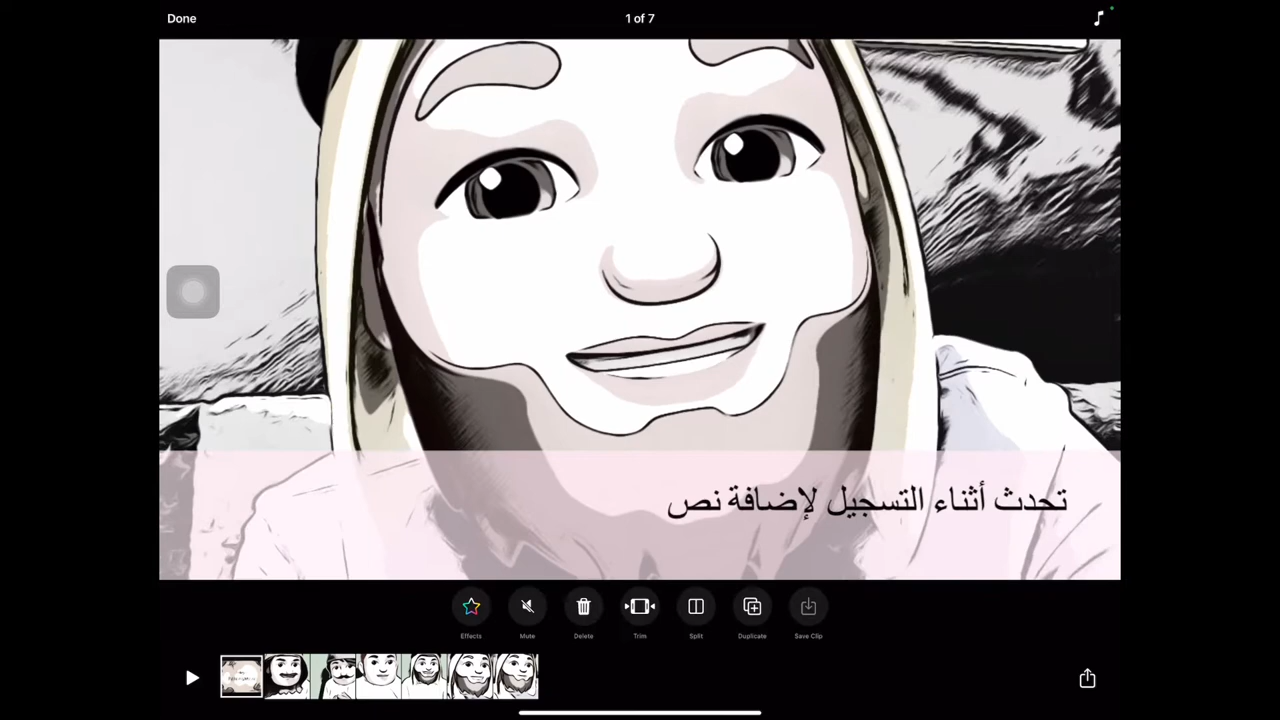 Done
1 of 7
تحدث أثناء التسجيل لإضافة نص
Effects
Mute
Delete
Trim
Split
Duplicate
Save Clip